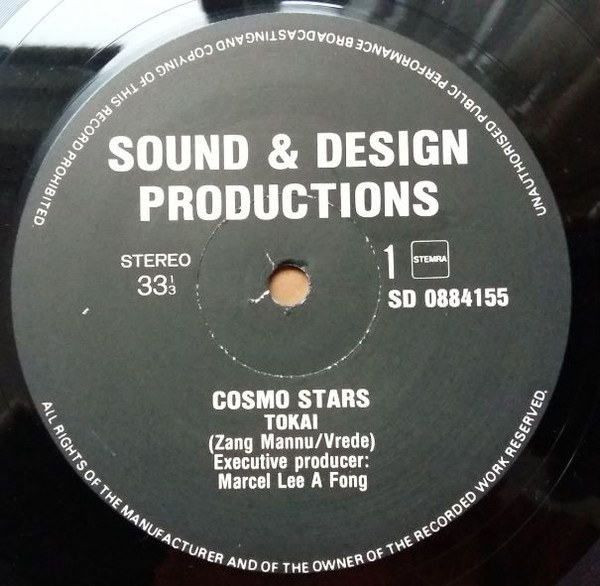 UNAUTHORISED PUBLIC PERFORMANCE BROADCASTING AND COPYING OF THIS RECORD PROHIBITED.
SOUND & DESIGN
PRODUCTIONS
STEREO
33 1/3
1 STEMRA
SD 0884155
COSMO STARS
TOKAI
(Zang Mannu/Vrede)
Executive producer:
Marcel Lee A Fong
ALL RIGHTS OF THE MANUFACTURER AND OF THE OWNER OF THE RECORDED WORK RESERVED.